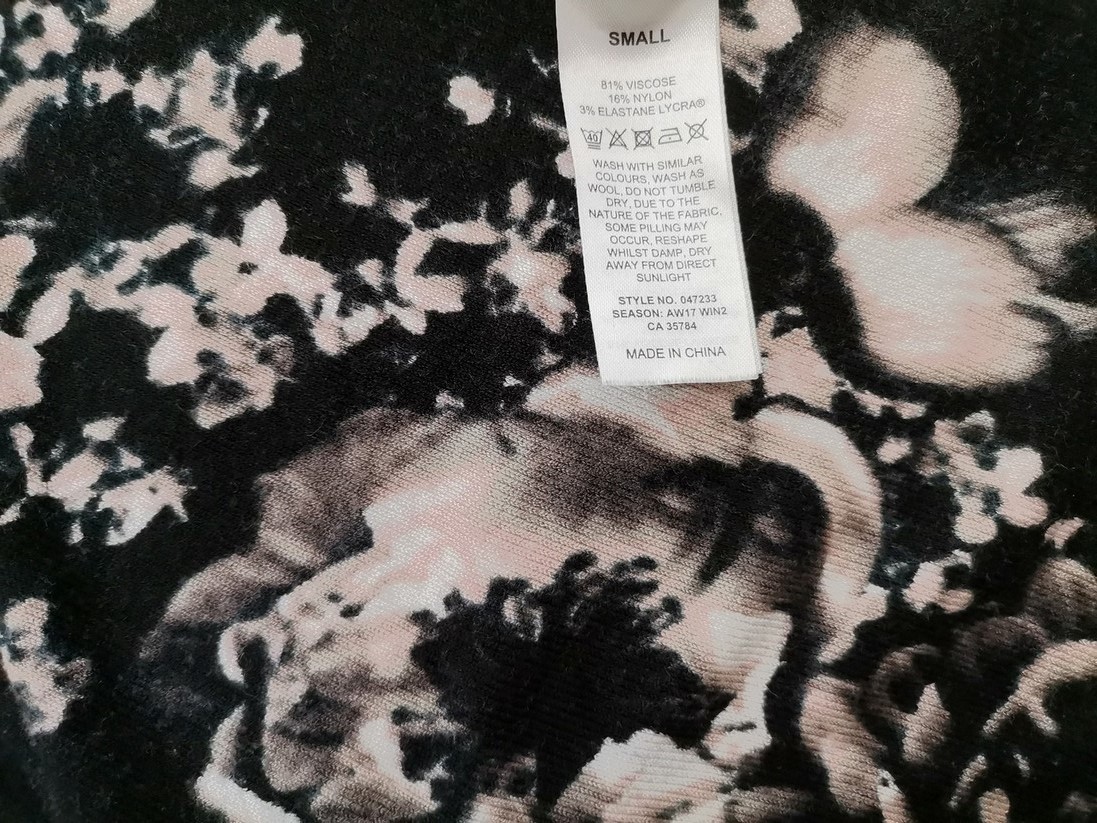 SMALL
81% VISCOSE
16% NYLON
3% ELASTANE LYCRA®
40
WASH WITH SIMILAR
COLOURS, WASH AS
WOOL, DO NOT TUMBLE
DRY, DUE TO THE
NATURE OF THE FABRIC,
SOME PILLING MAY
OCCUR, RESHAPE
WHILST DAMP, DRY
AWAY FROM DIRECT
SUNLIGHT
STYLE NO. 047233
SEASON: AW17 WIN2
CA 35784
MADE IN CHINA